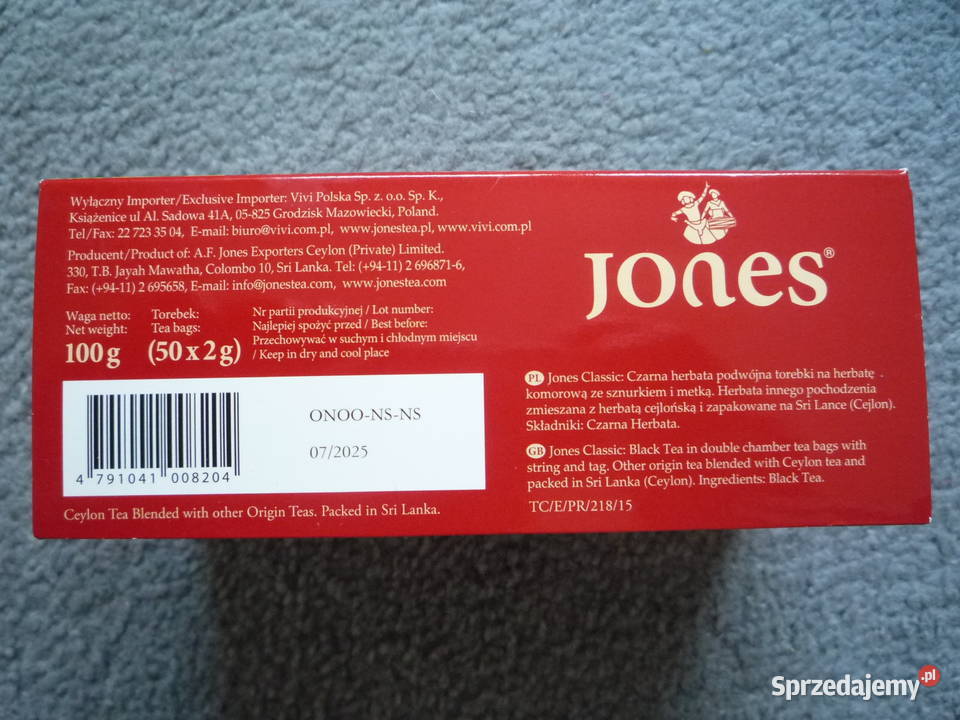 Wyłączny Importer/Exclusive Importer: Vivi Polska Sp. z. o.o. Sp. K.,
Książenice ul Al. Sadowa 41A, 05-825 Grodzisk Mazowiecki, Poland.
Tel/Fax: 22 723 35 04, E-mail: biuro@vivi.com.pl, www.jonestea.pl, www.vivi.com.pl
Producent/Product of: A.F. Jones Exporters Ceylon (Private) Limited.
330, T.B. Jayah Mawatha, Colombo 10, Sri Lanka. Tel: (+94-11) 2 696871-6,
Fax: (+94-11) 2 695658, E-mail: info@jonestea.com, www.jonestea.com
Waga netto:
Net weight:
100g
Torebek:
Tea bags:
(50 x 2 g)
Nr partii produkcyjnej / Lot number:
Najlepiej spożyć przed / Best before:
Przechowywać w suchym i chłodnym miejscu
/ Keep in dry and cool place
ONOO-NS-NS
07/2025
4 791041 008204
Ceylon Tea Blended with other Origin Teas. Packed in Sri Lanka.
JONES®
PL Jones Classic: Czarna herbata podwójna torebki na herbatę
komorową ze sznurkiem i metką. Herbata innego pochodzenia
zmieszana z herbatą cejlońską i zapakowane na Sri Lance (Cejlon).
Składniki: Czarna Herbata.
GB Jones Classic: Black Tea in double chamber tea bags with
string and tag. Other origin tea blended with Ceylon tea and
packed in Sri Lanka (Ceylon). Ingredients: Black Tea.
TC/E/PR/218/15
Sprzedajemy.pl